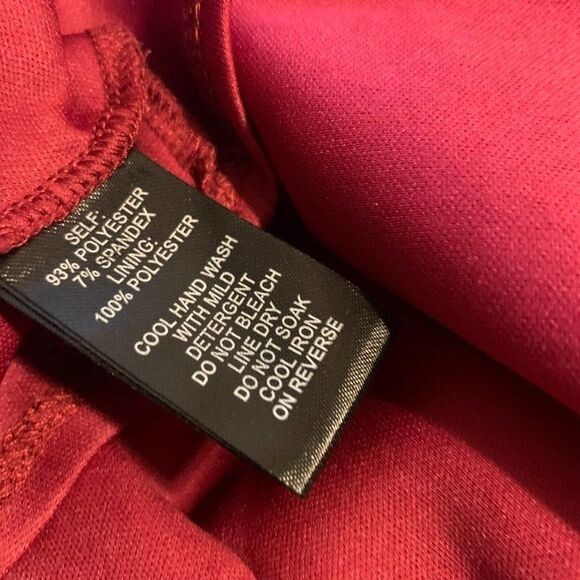 SELF:
93% POLYESTER
7% SPANDEX
LINING:
100% POLYESTER
COOL HAND WASH
WITH MILD
DETERGENT
DO NOT BLEACH
LINE DRY
DO NOT SOAK
COOL IRON
ON REVERSE